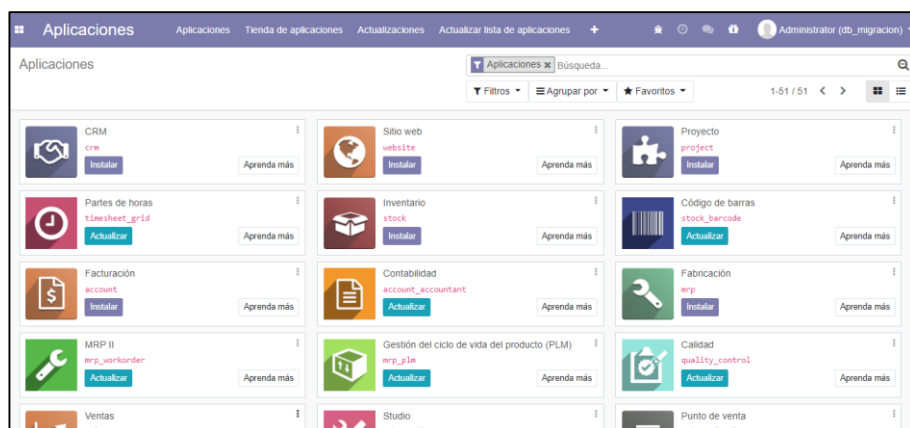 Aplicaciones Aplicaciones Tienda de aplicaciones Actualizaciones Actualizar lista de aplicaciones + Administrator (db_migracion)
Aplicaciones
Aplicaciones x Búsqueda...
Filtros Agrupar por Favoritos 1-51 / 51
CRM
crm
Instalar Aprenda más
Sitio web
website
Instalar Aprenda más
Proyecto
project
Instalar Aprenda más
Partes de horas
timesheet_grid
Actualizar Aprenda más
Inventario
stock
Instalar Aprenda más
Código de barras
stock_barcode
Actualizar Aprenda más
Facturación
account
Instalar Aprenda más
Contabilidad
account_accountant
Actualizar Aprenda más
Fabricación
mrp
Instalar Aprenda más
MRP II
mrp_workorder
Actualizar Aprenda más
Gestión del ciclo de vida del producto (PLM)
mrp_plm
Actualizar Aprenda más
Calidad
quality_control
Actualizar Aprenda más
Ventas
Studio
Punto de venta